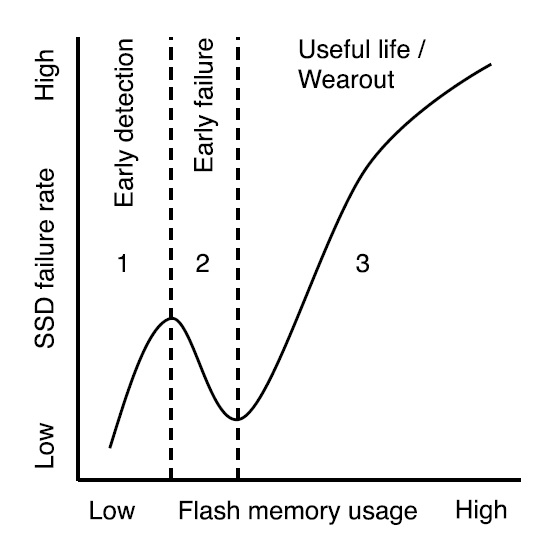 Early detection
Early failure
Useful life /
Wearout
High
SSD failure rate
Low
1
2
3
Low
Flash memory usage
High